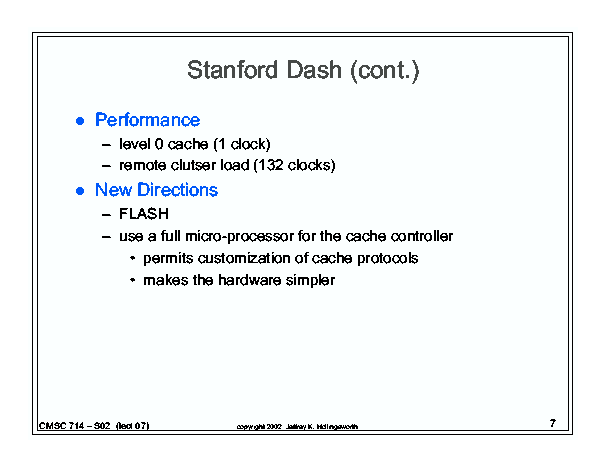 Stanford Dash (cont.)
● Performance
– level 0 cache (1 clock)
– remote clutser load (132 clocks)
● New Directions
– FLASH
– use a full micro-processor for the cache controller
• permits customization of cache protocols
• makes the hardware simpler
CMSC 714 – S02 (lect 07)
copyright 2002 Jeffrey K. Hollingsworth
7